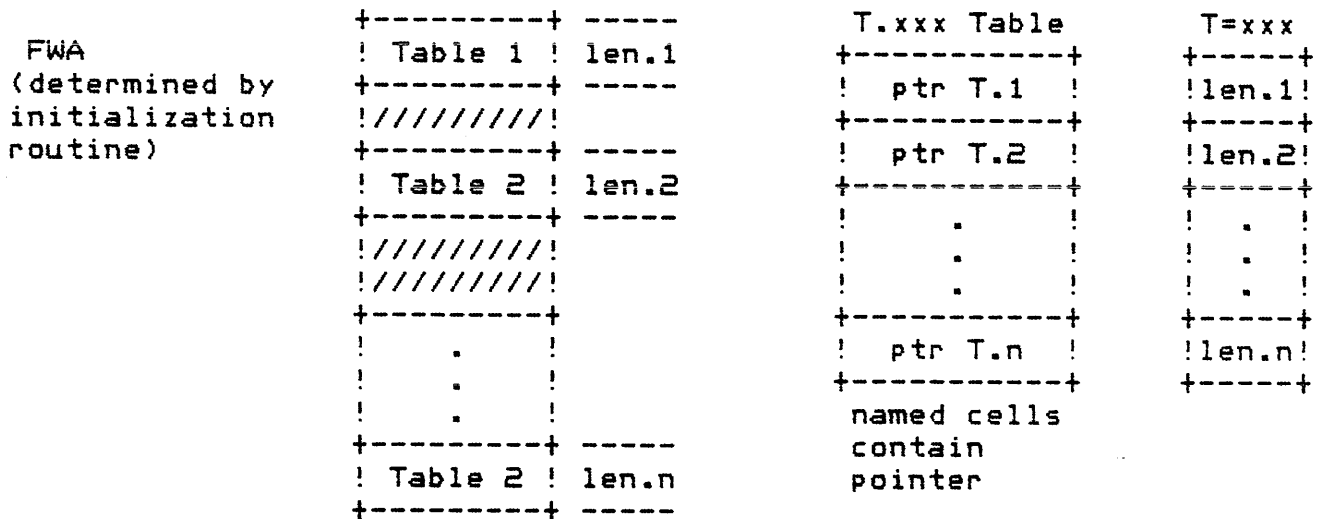 +---------+ ----- T.xxx Table T=xxx
FWA ! Table 1 ! len.1 +-----------+ +-----+
(determined by +---------+ ----- ! ptr T.1 ! !len.1!
initialization !/////////! +-----------+ +-----+
routine) +---------+ ----- ! ptr T.2 ! !len.2!
! Table 2 ! len.2 +-----------+ +-----+
+---------+ ----- ! . ! ! . !
!/////////! ! . ! ! . !
!/////////! ! . ! ! . !
+---------+ +-----------+ +-----+
! . ! ! ptr T.n ! !len.n!
! . ! +-----------+ +-----+
! . ! named cells
+---------+ ----- contain
! Table 2 ! len.n pointer
+---------+ -----